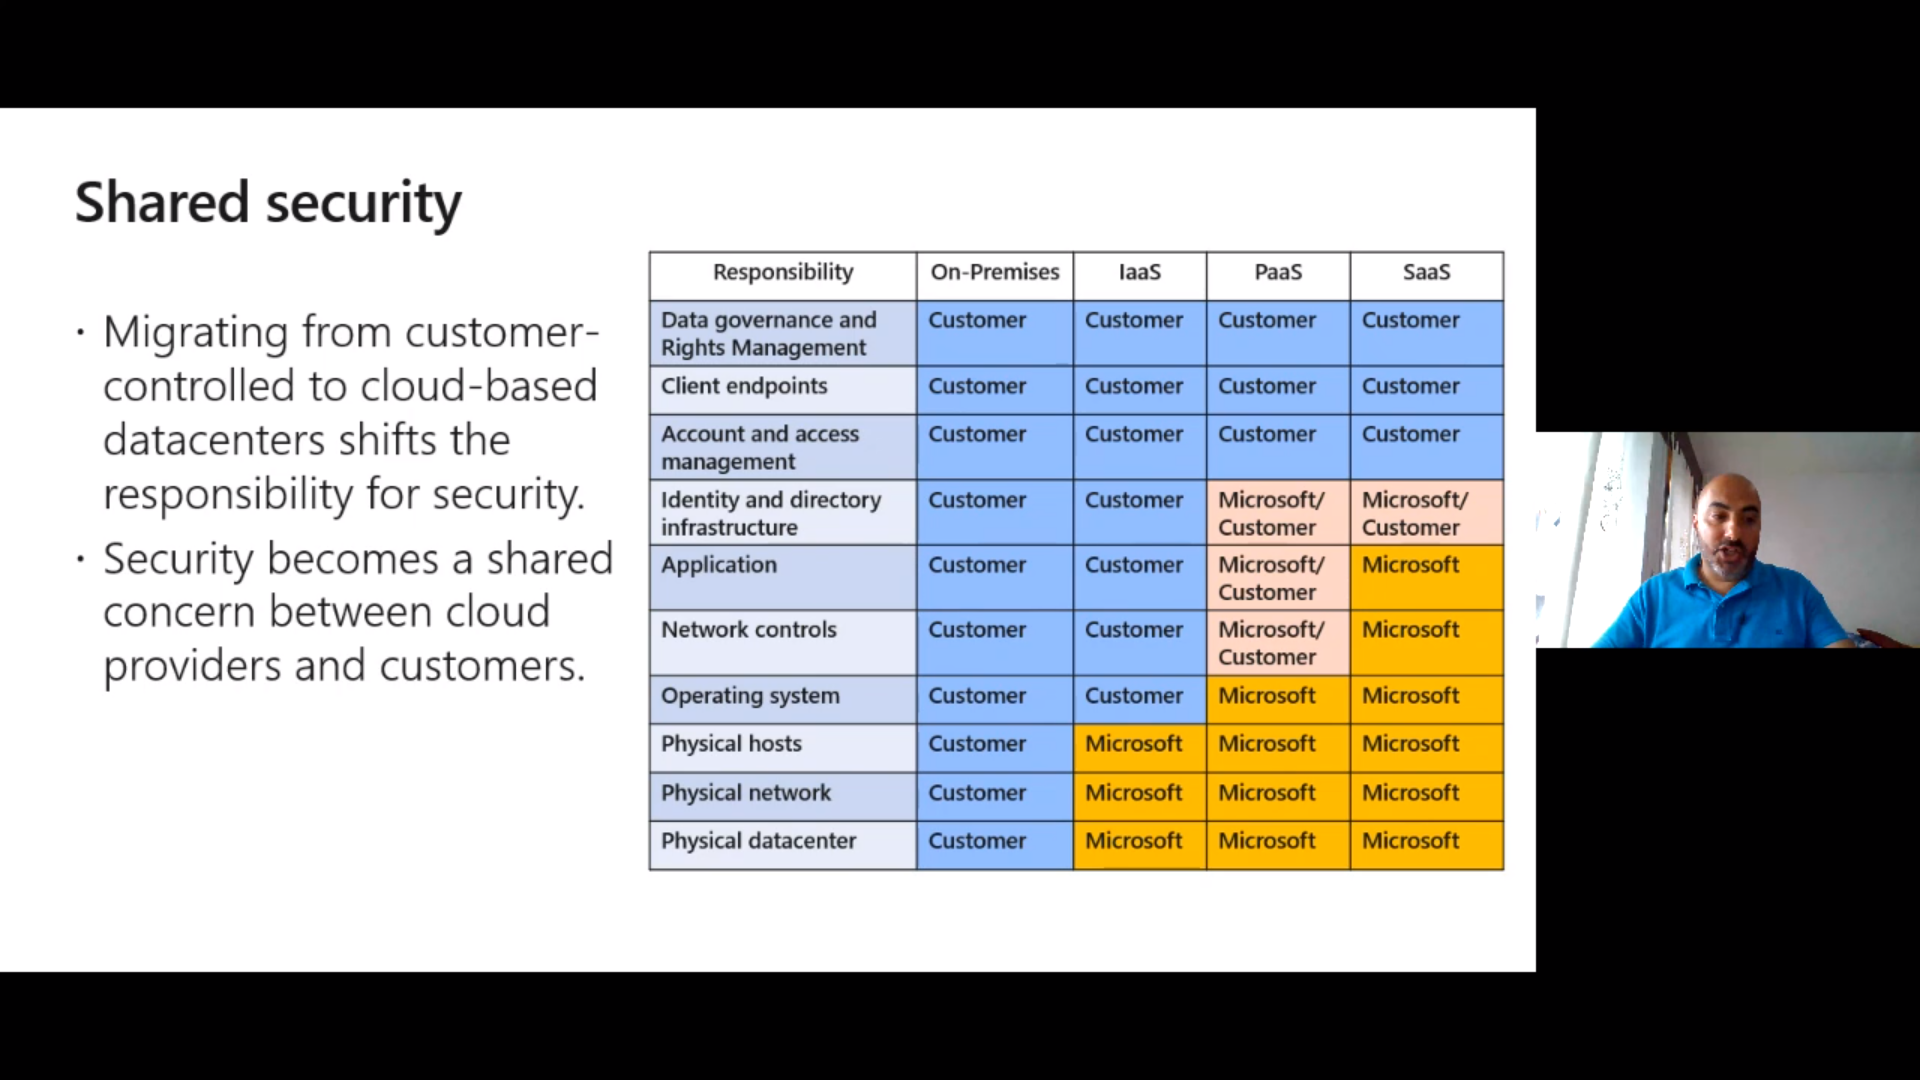 Shared security
· Migrating from customer-
controlled to cloud-based
datacenters shifts the
responsibility for security.
· Security becomes a shared
concern between cloud
providers and customers.
Responsibility On-Premises IaaS PaaS SaaS
Data governance and
Rights Management Customer Customer Customer Customer
Client endpoints Customer Customer Customer Customer
Account and access
management Customer Customer Customer Customer
Identity and directory
infrastructure Customer Customer Microsoft/
Customer Microsoft/
Customer
Application Customer Customer Microsoft/
Customer Microsoft
Network controls Customer Customer Microsoft/
Customer Microsoft
Operating system Customer Customer Microsoft Microsoft
Physical hosts Customer Microsoft Microsoft Microsoft
Physical network Customer Microsoft Microsoft Microsoft
Physical datacenter Customer Microsoft Microsoft Microsoft